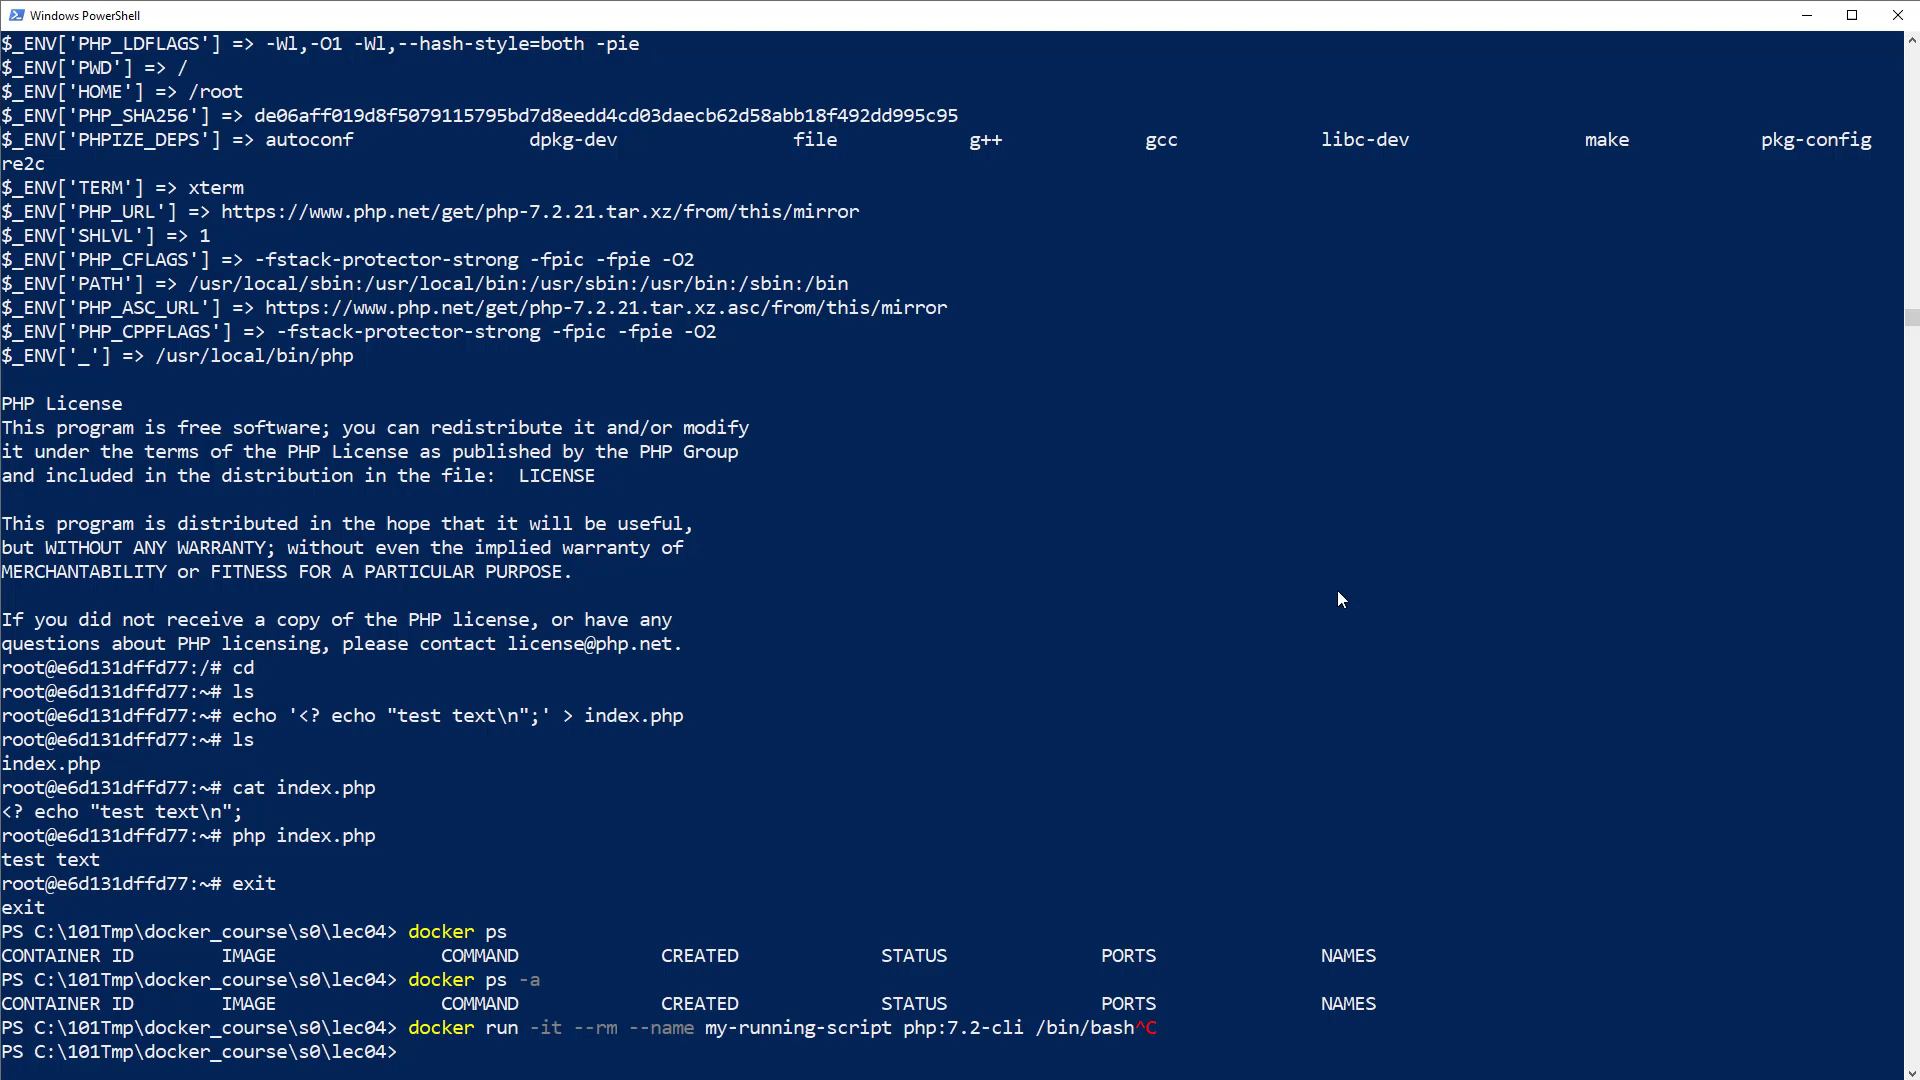 Windows PowerShell
$_ENV['PHP_LDFLAGS'] => -Wl,-O1 -Wl,--hash-style=both -pie
$_ENV['PWD'] => /
$_ENV['HOME'] => /root
$_ENV['PHP_SHA256'] => de06aff019d8f5079115795bd7d8eedd4cd03daecb62d58abb18f492dd995c95
$_ENV['PHPIZE_DEPS'] => autoconf                dpkg-dev                file            g++             gcc             libc-dev                make            pkg-config
re2c
$_ENV['TERM'] => xterm
$_ENV['PHP_URL'] => https://www.php.net/get/php-7.2.21.tar.xz/from/this/mirror
$_ENV['SHLVL'] => 1
$_ENV['PHP_CFLAGS'] => -fstack-protector-strong -fpic -fpie -O2
$_ENV['PATH'] => /usr/local/sbin:/usr/local/bin:/usr/sbin:/usr/bin:/sbin:/bin
$_ENV['PHP_ASC_URL'] => https://www.php.net/get/php-7.2.21.tar.xz.asc/from/this/mirror
$_ENV['PHP_CPPFLAGS'] => -fstack-protector-strong -fpic -fpie -O2
$_ENV['_'] => /usr/local/bin/php

PHP License
This program is free software; you can redistribute it and/or modify
it under the terms of the PHP License as published by the PHP Group
and included in the distribution in the file:  LICENSE

This program is distributed in the hope that it will be useful,
but WITHOUT ANY WARRANTY; without even the implied warranty of
MERCHANTABILITY or FITNESS FOR A PARTICULAR PURPOSE.

If you did not receive a copy of the PHP license, or have any
questions about PHP licensing, please contact license@php.net.
root@e6d131dffd77:/# cd
root@e6d131dffd77:~# ls
root@e6d131dffd77:~# echo '<? echo "test text\n";' > index.php
root@e6d131dffd77:~# ls
index.php
root@e6d131dffd77:~# cat index.php
<? echo "test text\n";
root@e6d131dffd77:~# php index.php
test text
root@e6d131dffd77:~# exit
exit
PS C:\101Tmp\docker_course\s0\lec04> docker ps
CONTAINER ID        IMAGE               COMMAND             CREATED             STATUS              PORTS               NAMES
PS C:\101Tmp\docker_course\s0\lec04> docker ps -a
CONTAINER ID        IMAGE               COMMAND             CREATED             STATUS              PORTS               NAMES
PS C:\101Tmp\docker_course\s0\lec04> docker run -it --rm --name my-running-script php:7.2-cli /bin/bash^C
PS C:\101Tmp\docker_course\s0\lec04>